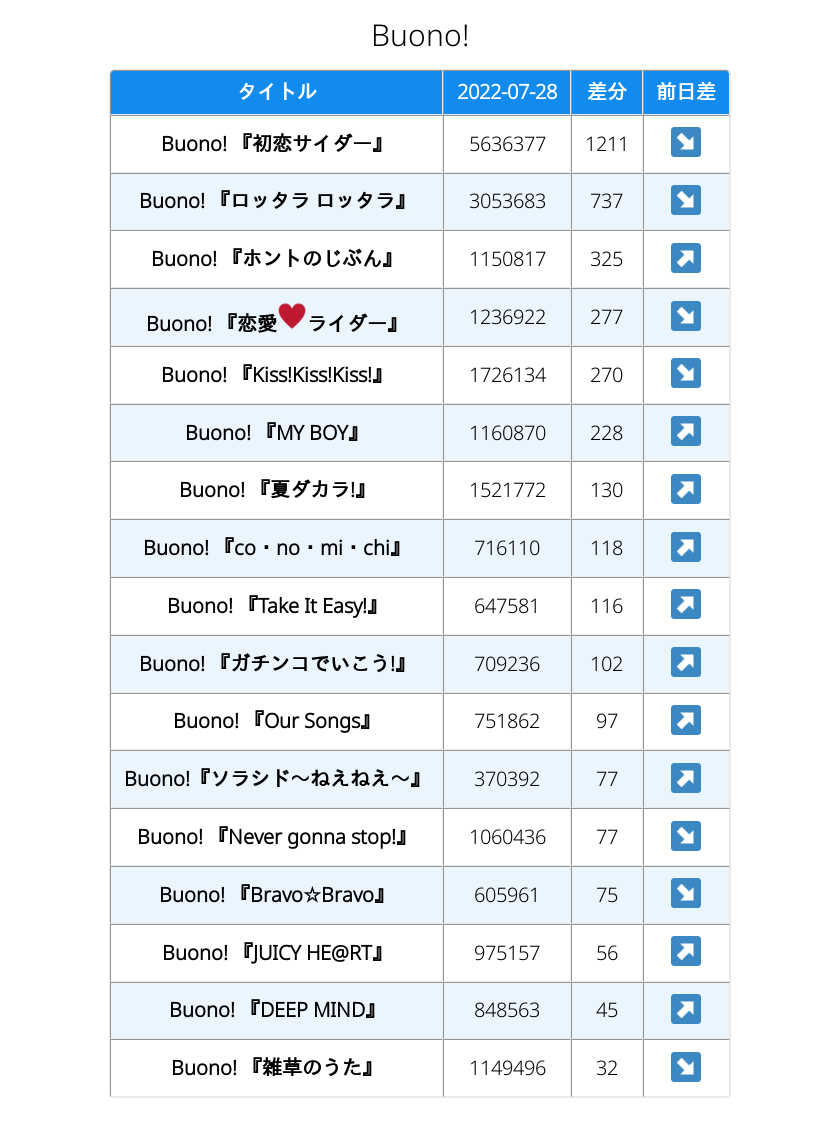 Buono!
タイトル 2022-07-28 差分 前日差
Buono! 『初恋サイダー』 5636377 1211 ↘
Buono! 『ロッタラ ロッタラ』 3053683 737 ↘
Buono! 『ホントのじぶん』 1150817 325 ↗
Buono! 『恋愛♥ライダー』 1236922 277 ↘
Buono! 『Kiss!Kiss!Kiss!』 1726134 270 ↘
Buono! 『MY BOY』 1160870 228 ↗
Buono! 『夏ダカラ!』 1521772 130 ↗
Buono! 『co・no・mi・chi』 716110 118 ↗
Buono! 『Take It Easy!』 647581 116 ↗
Buono! 『ガチンコでいこう!』 709236 102 ↗
Buono! 『Our Songs』 751862 97 ↗
Buono!『ソラシド〜ねえねえ〜』 370392 77 ↗
Buono! 『Never gonna stop!』 1060436 77 ↘
Buono! 『Bravo☆Bravo』 605961 75 ↘
Buono! 『JUICY HE@RT』 975157 56 ↗
Buono! 『DEEP MIND』 848563 45 ↗
Buono! 『雑草のうた』 1149496 32 ↘